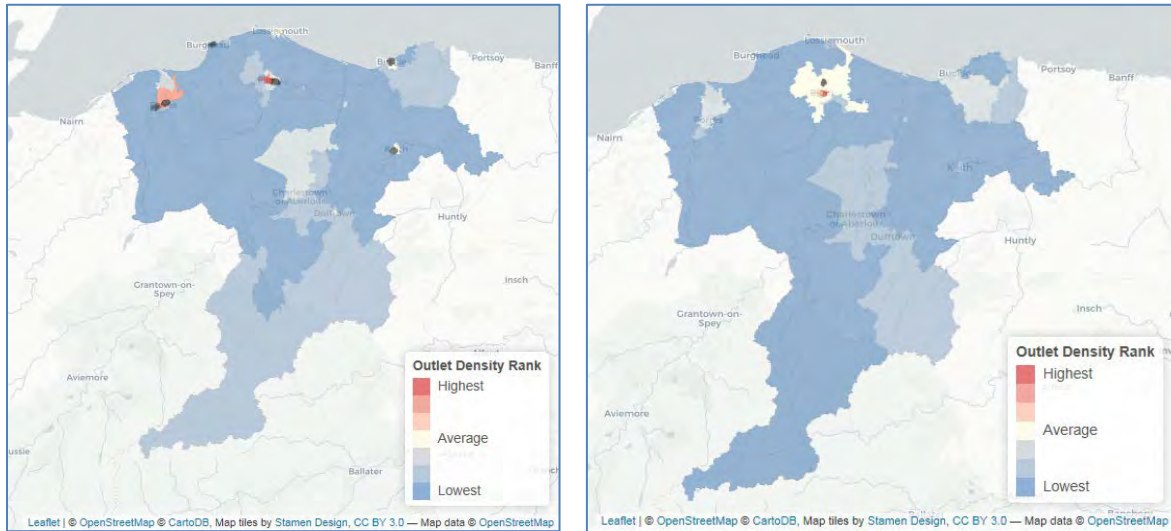 Lossiemouth
Portsoy
Banff
Nairn
Charlestown
of Aberlour
Dufftown
Huntly
Grantown-on-
Spey
Insch
Aviemore
Ballater
Outlet Density Rank
Highest
Average
Lowest
Leaflet | © OpenStreetMap © CartoDB, Map tiles by Stamen Design, CC BY 3.0 — Map data © OpenStreetMap
Lossiemouth
Burghead
Portsoy
Banff
Nairn
Charlestown
of Aberlour
Dufftown
Huntly
Grantown-on-
Spey
Insch
Aviemore
Outlet Density Rank
Highest
Average
Lowest
Leaflet | © OpenStreetMap © CartoDB, Map tiles by Stamen Design, CC BY 3.0 — Map data © OpenStreetMap